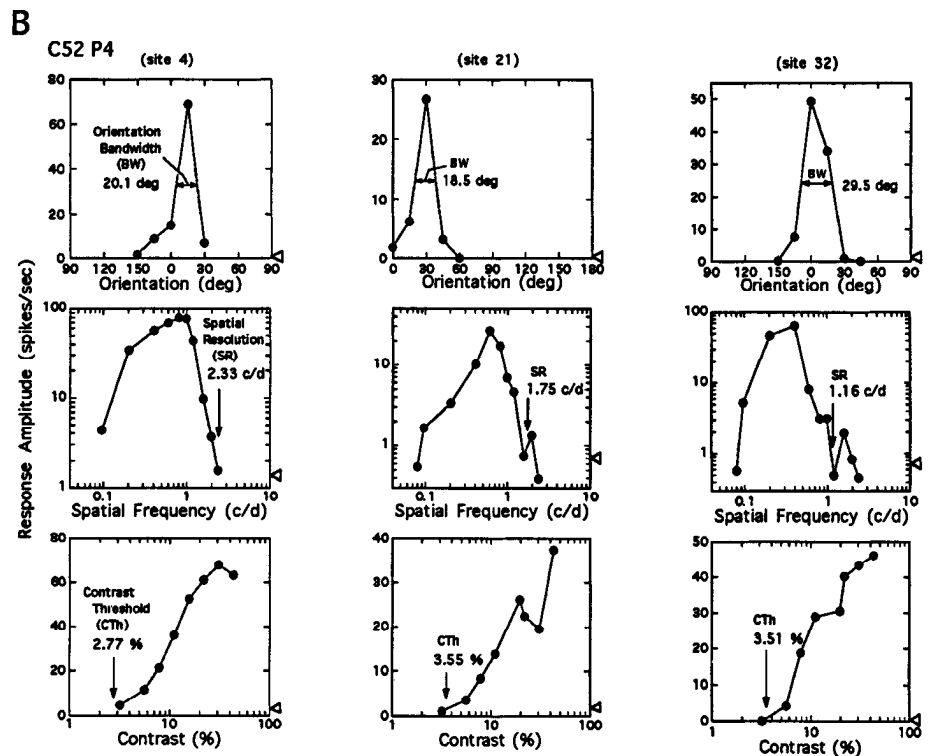 B
C52 P4
(site 4)
(site 21)
(site 32)
Response Amplitude (spikes/sec)
80
60
40
20
0
Orientation
Bandwidth
(BW)
20.1 deg
90 120 150 0 30 60 90
Orientation (deg)
30
20
10
0
BW
18.5 deg
0 30 60 90 120 150 180
Orientation (deg)
50
40
30
20
10
0
BW
29.5 deg
90 120 150 0 30 60 90
Orientation (deg)
100
10
1
Spatial
Resolution
(SR)
2.33 c/d
0.1 1 10
Spatial Frequency (c/d)
10
1
SR
1.75 c/d
0.1 1 10
Spatial Frequency (c/d)
100
10
1
SR
1.16 c/d
0.1 1 10
Spatial Frequency (c/d)
80
60
40
20
0
Contrast
Threshold
(CTh)
2.77 %
1 10 100
Contrast (%)
40
30
20
10
0
CTh
3.55 %
1 10 100
Contrast (%)
50
40
30
20
10
0
CTh
3.51 %
1 10 100
Contrast (%)